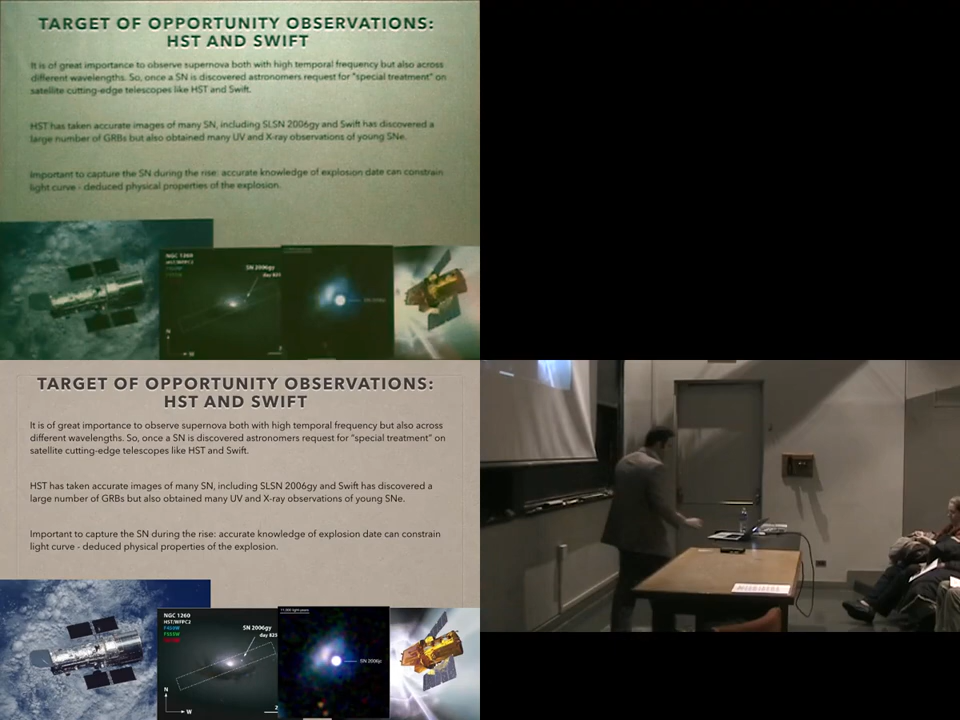 TARGET OF OPPORTUNITY OBSERVATIONS:
HST AND SWIFT
It is of great importance to observe supernova both with high temporal frequency but also across
different wavelengths. So, once a SN is discovered astronomers request for "special treatment" on
satellite cutting-edge telescopes like HST and Swift.
HST has taken accurate images of many SN, including SLSN 2006gy and Swift has discovered a
large number of GRBs but also obtained many UV and X-ray observations of young SNe.
Important to capture the SN during the rise: accurate knowledge of explosion date can constrain
light curve - deduced physical properties of the explosion.
NGC 1260
HST/WFPC2
SN 2006gy
day 825
N
W
TARGET OF OPPORTUNITY OBSERVATIONS:
HST AND SWIFT
It is of great importance to observe supernova both with high temporal frequency but also across
different wavelengths. So, once a SN is discovered astronomers request for "special treatment" on
satellite cutting-edge telescopes like HST and Swift.
HST has taken accurate images of many SN, including SLSN 2006gy and Swift has discovered a
large number of GRBs but also obtained many UV and X-ray observations of young SNe.
Important to capture the SN during the rise: accurate knowledge of explosion date can constrain
light curve - deduced physical properties of the explosion.
NGC 1260
HST/WFPC2
F450W
F555W
SN 2006gy
day 825
N
W
2
11,000 light years
SN 2006jc